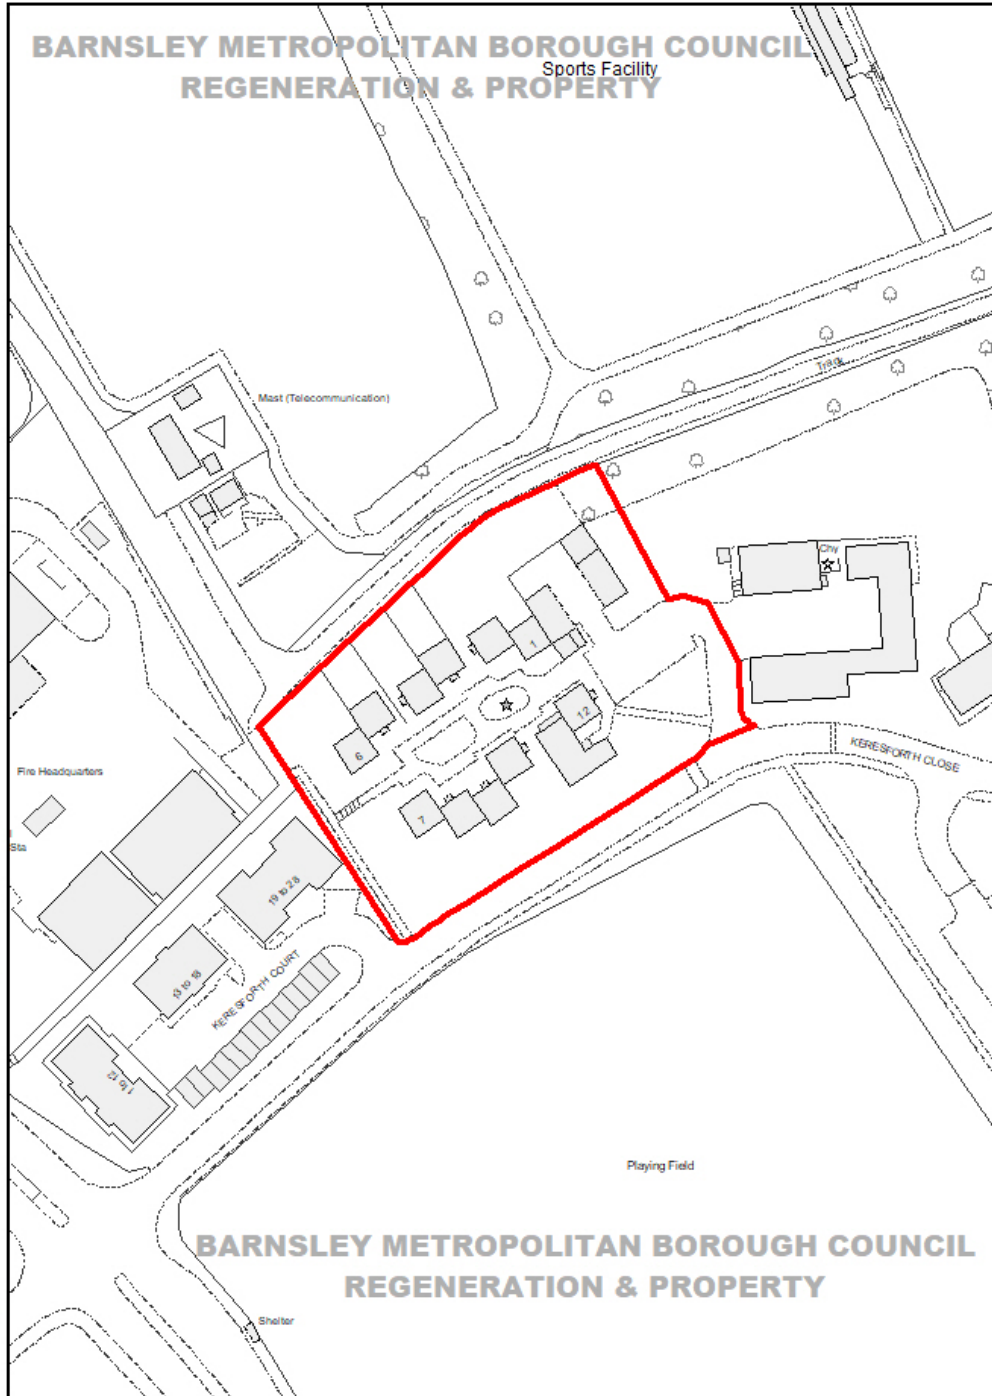 BARNSLEY METROPOLITAN BOROUGH COUNCIL
REGENERATION & PROPERTY
Sports Facility
Track
Mast (Telecommunication)
Chy
1
12
6
7
KERESFORTH CLOSE
Fire Headquarters
Sta
19 to 28
13 to 18
KERESFORTH COURT
1 to 12
Playing Field
BARNSLEY METROPOLITAN BOROUGH COUNCIL
REGENERATION & PROPERTY
Shelter